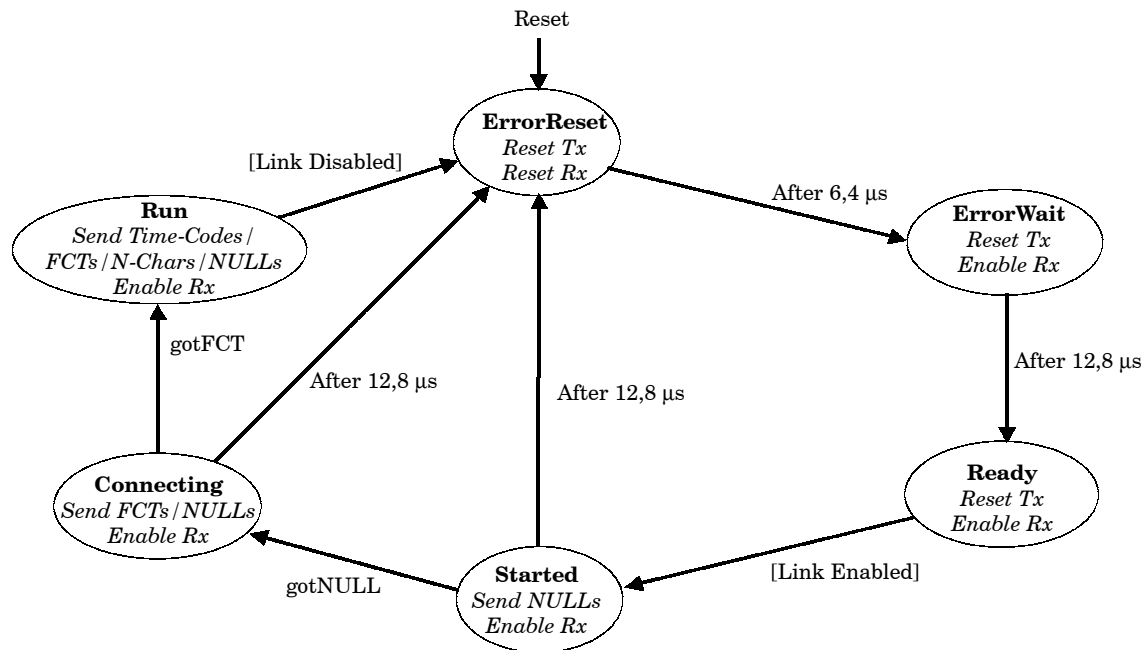 Reset
ErrorReset
Reset Tx
Reset Rx
[Link Disabled]
After 6,4 µs
Run
Send Time-Codes/
FCTs/N-Chars/NULLs
Enable Rx
ErrorWait
Reset Tx
Enable Rx
gotFCT
After 12,8 µs
After 12,8 µs
After 12,8 µs
Connecting
Send FCTs/NULLs
Enable Rx
Ready
Reset Tx
Enable Rx
gotNULL
Started
Send NULLs
Enable Rx
[Link Enabled]